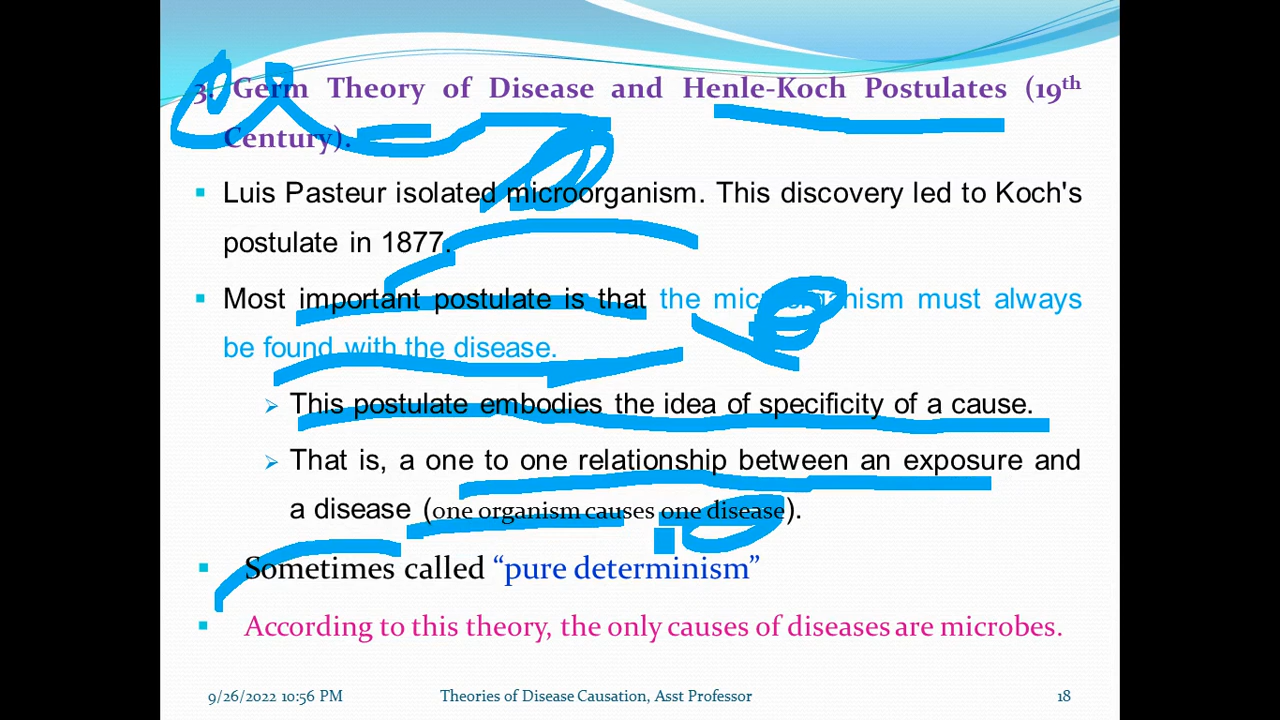 3. Germ Theory of Disease and Henle-Koch Postulates (19th
Century).
Luis Pasteur isolated microorganism. This discovery led to Koch's
postulate in 1877.
Most important postulate is that the microorganism must always
be found with the disease.
This postulate embodies the idea of specificity of a cause.
That is, a one to one relationship between an exposure and
a disease (one organism causes one disease).
Sometimes called “pure determinism”
According to this theory, the only causes of diseases are microbes.
9/26/2022 10:56 PM Theories of Disease Causation, Asst Professor 18